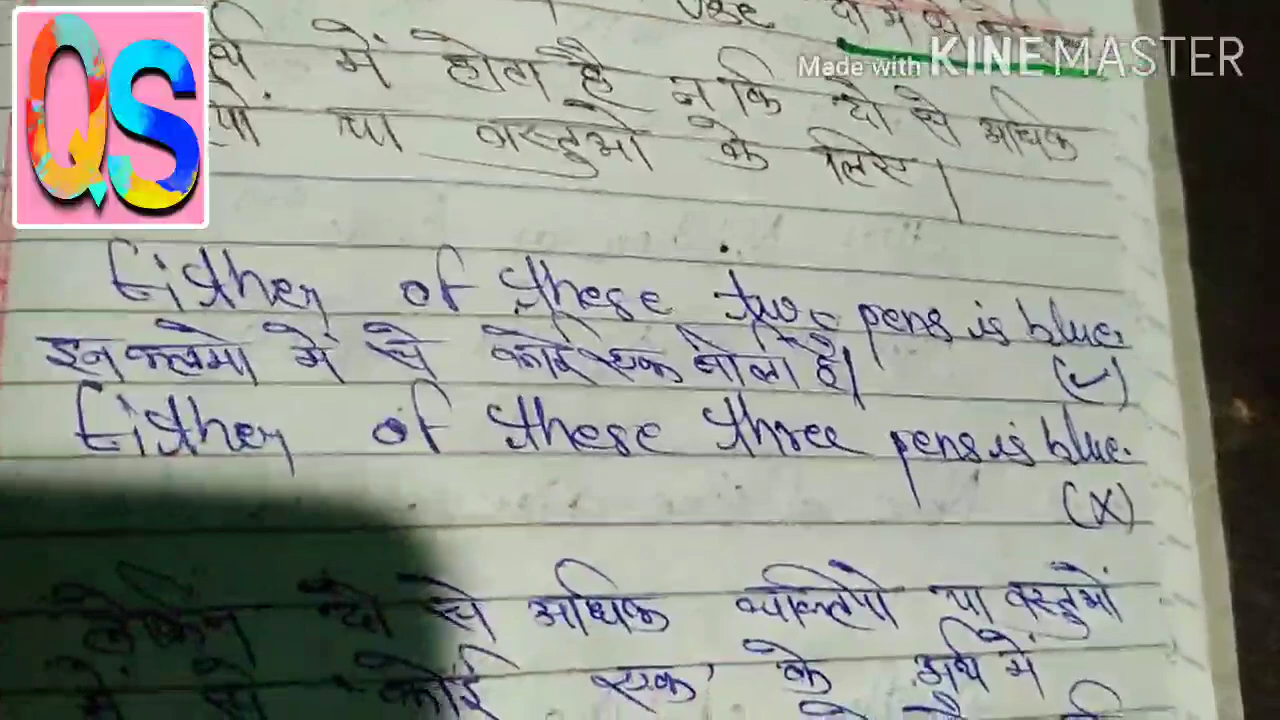 QS
Use दो में से कोई
Made with KINEMASTER
र्थ में होता है न कि दो से अधिक
या वस्तुओं के लिए।
Either of these two pens is blue.
इन कलमों में से कोई एक नीला है।
(✓)
Either of these three pens is blue.
(X)
लेकिन दो से अधिक व्यक्तियों या वस्तुओं
में से 'कोई एक' के अर्थ में